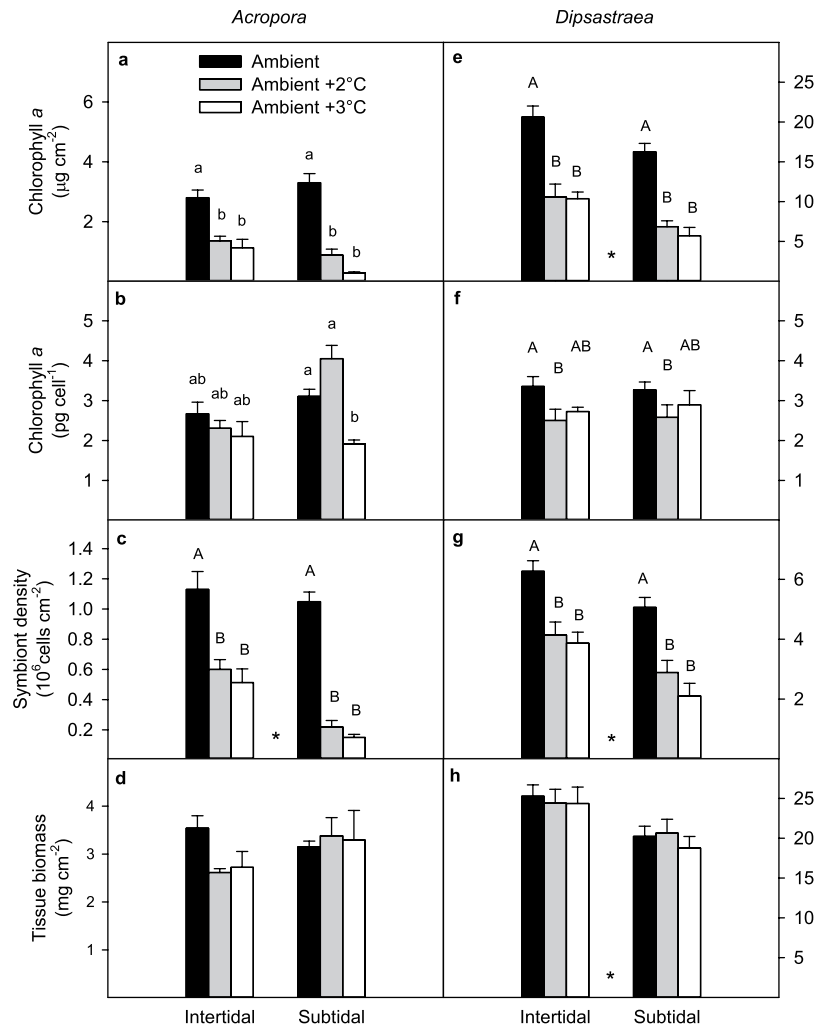 Acropora
Dipsastraea
a
Ambient
Ambient +2°C
Ambient +3°C
Chlorophyll a
(μg cm-2)
6
4
2
a
b
b
a
b
b
e
25
20
15
10
5
A
B
B
A
B
B
*
b
Chlorophyll a
(pg cell-1)
5
4
3
2
1
ab
ab
ab
a
a
b
f
5
4
3
2
1
A
B
AB
A
B
AB
c
Symbiont density
(10^6 cells cm-2)
1.4
1.2
1.0
0.8
0.6
0.4
0.2
A
B
B
A
B
B
*
g
6
4
2
A
B
B
A
B
B
*
d
Tissue biomass
(mg cm-2)
4
3
2
1
h
25
20
15
10
5
*
Intertidal
Subtidal
Intertidal
Subtidal